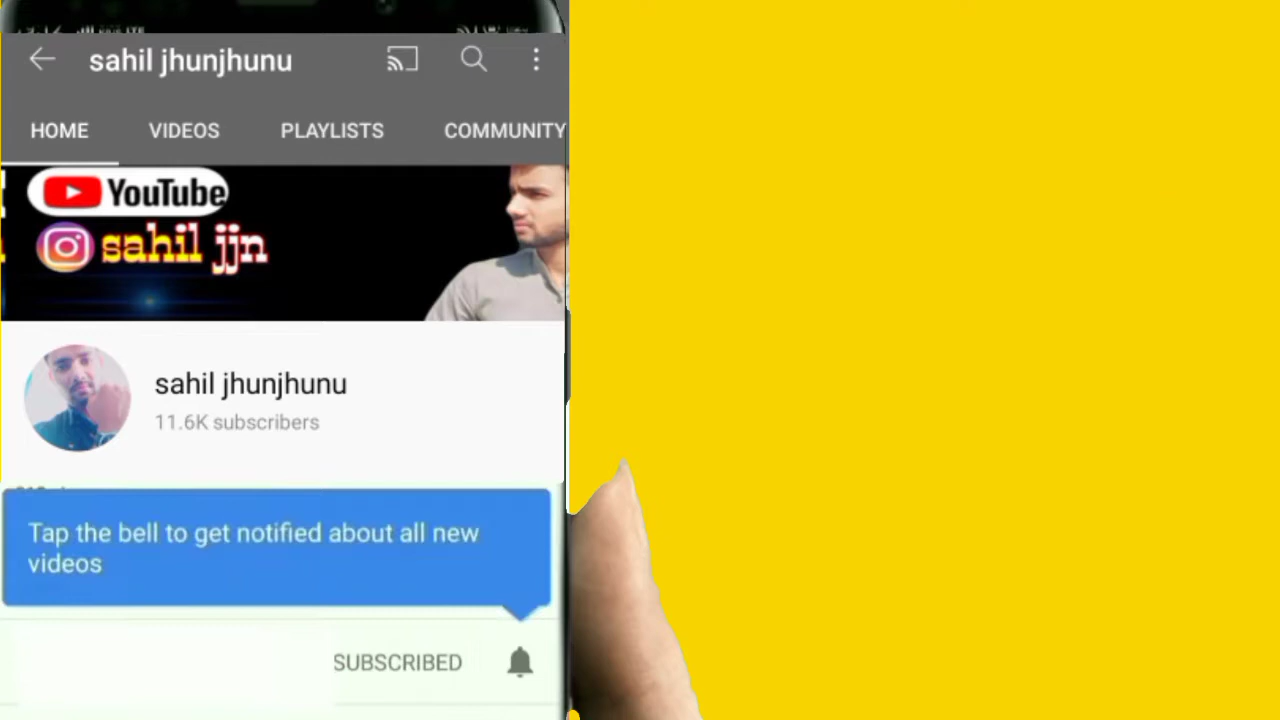 sahil jhunjhunu
HOME VIDEOS PLAYLISTS COMMUNITY
YouTube
sahil jjn
sahil jhunjhunu
11.6K subscribers
Tap the bell to get notified about all new
videos
SUBSCRIBED